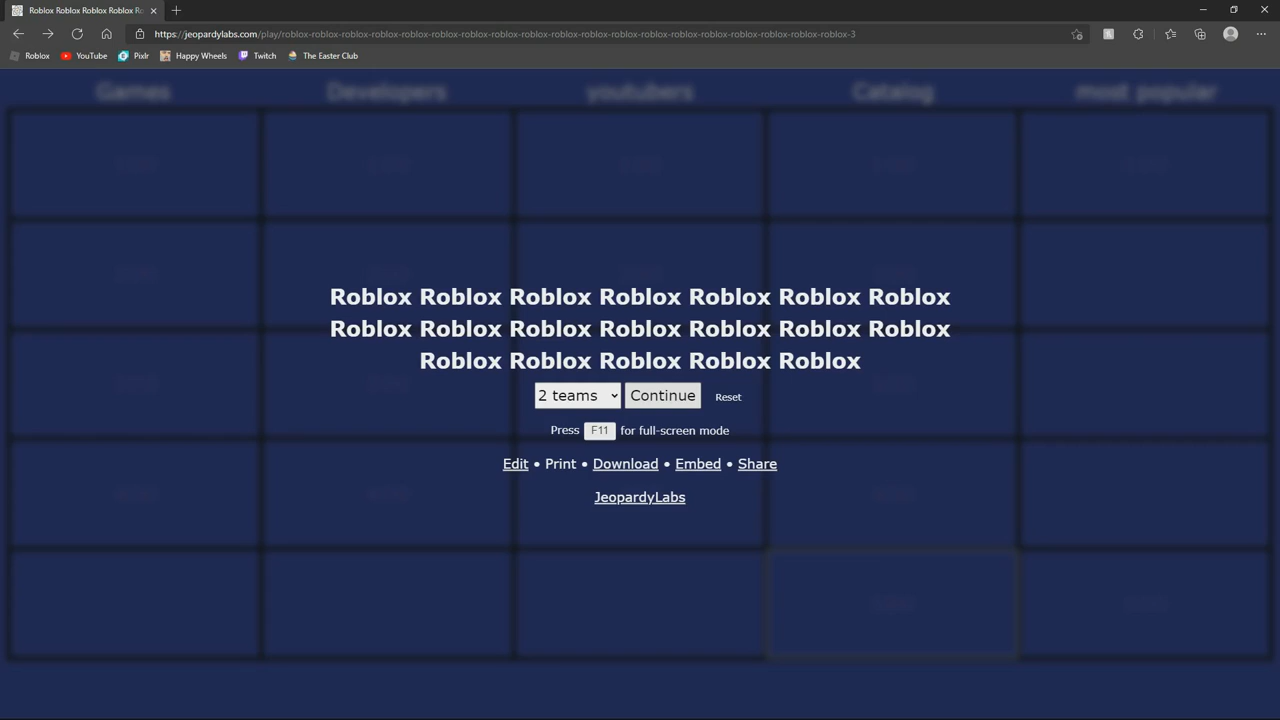 Roblox Roblox Roblox Roblox Ro
https://jeopardylabs.com/play/roblox-roblox-roblox-roblox-roblox-roblox-roblox-roblox-roblox-roblox-roblox-roblox-roblox-roblox-roblox-roblox-roblox-roblox-roblox-3
Roblox YouTube Pixlr Happy Wheels Twitch The Easter Club
Games Developers youtubers Catalog most popular
Roblox Roblox Roblox Roblox Roblox Roblox Roblox
Roblox Roblox Roblox Roblox Roblox Roblox Roblox
Roblox Roblox Roblox Roblox Roblox
2 teams Continue Reset
Press F11 for full-screen mode
Edit • Print • Download • Embed • Share
JeopardyLabs